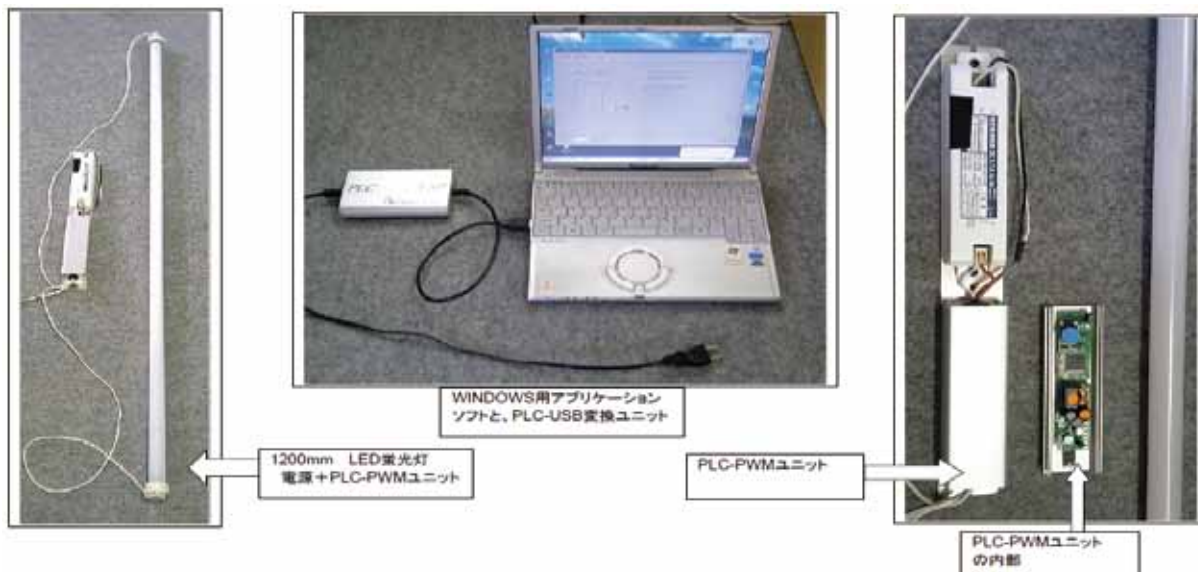 PLC
WINDOWS用アプリケーション
ソフトと、PLC-USB変換ユニット
1200mm LED蛍光灯
電源+PLC-PWMユニット
PLC-PWMユニット
PLC-PWMユニット
の内部